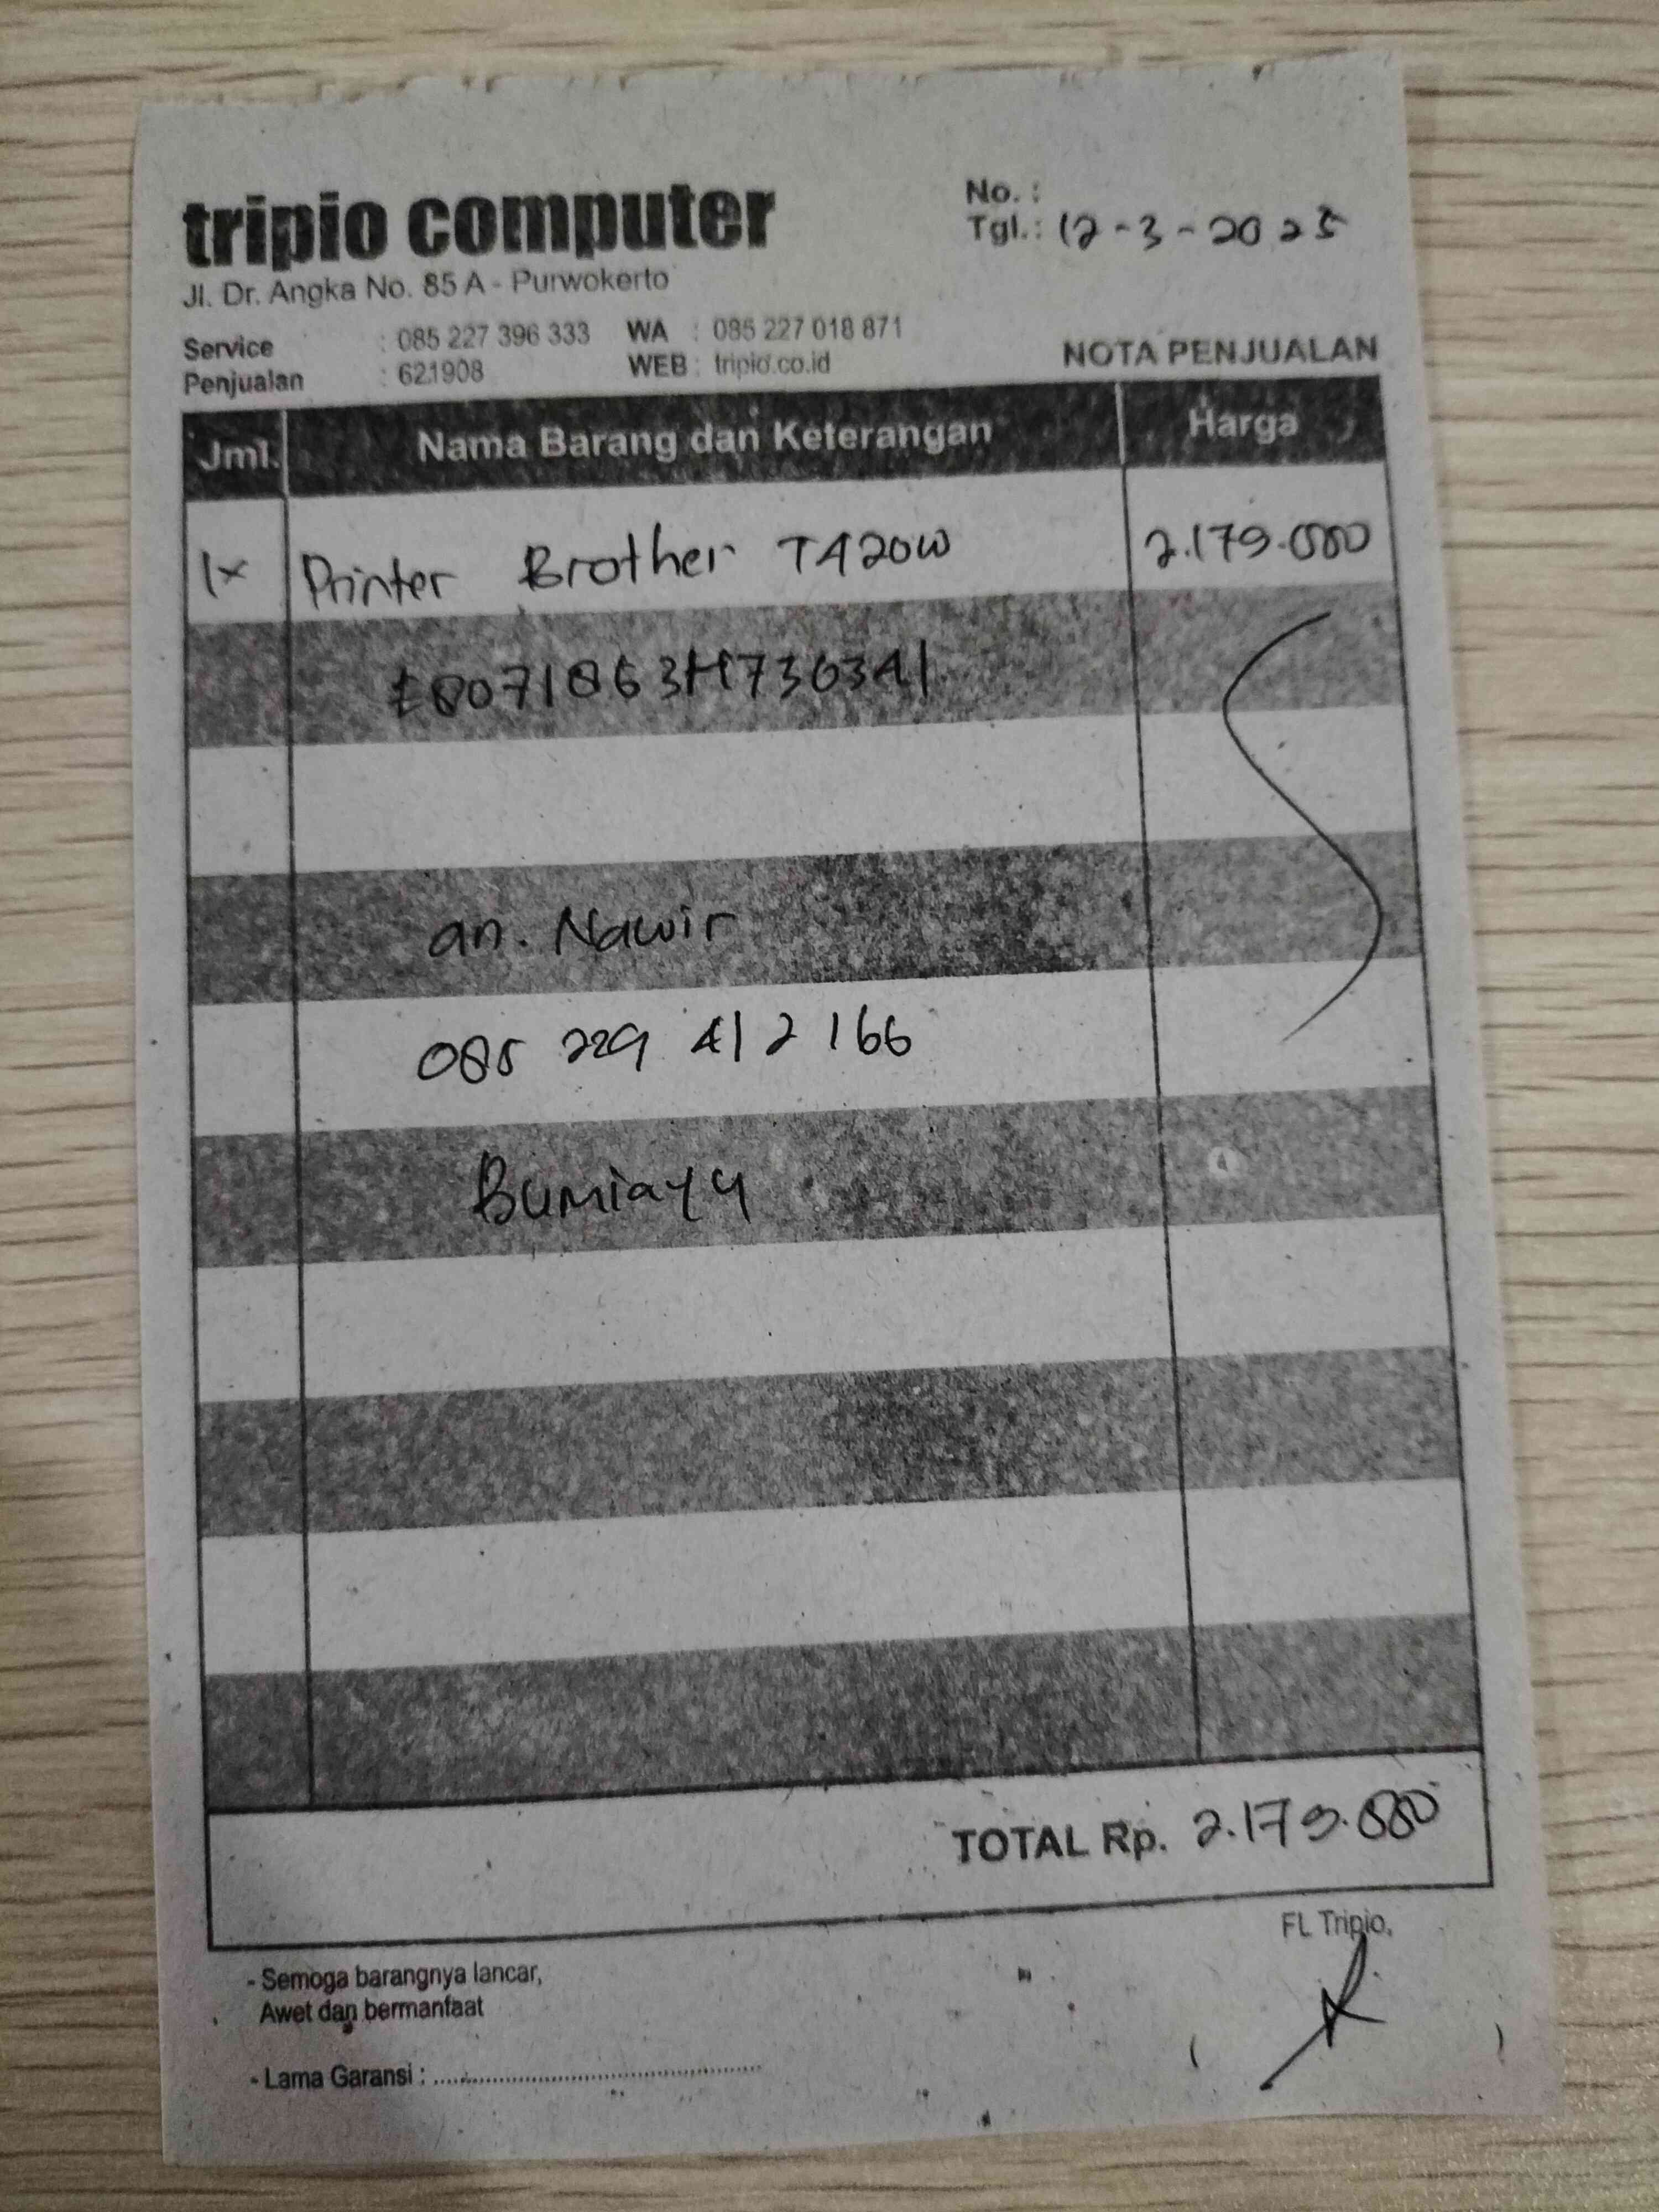 tripio computer
Jl. Dr. Angka No. 85 A - Purwokerto
Service : 085 227 396 333 WA : 085 227 018 871
Penjualan : 621908 WEB : tripio.co.id
No. :
Tgl.: 12-3-2025
NOTA PENJUALAN
Jml. Nama Barang dan Keterangan Harga
1x Printer Brother T420W 2.179.000
E80718G3H730341
an. Nawir
085 229 412 166
Bumiayu
TOTAL Rp. 2.179.000
FL Tripio,
- Semoga barangnya lancar,
Awet dan bermanfaat
- Lama Garansi : ..............................
( )